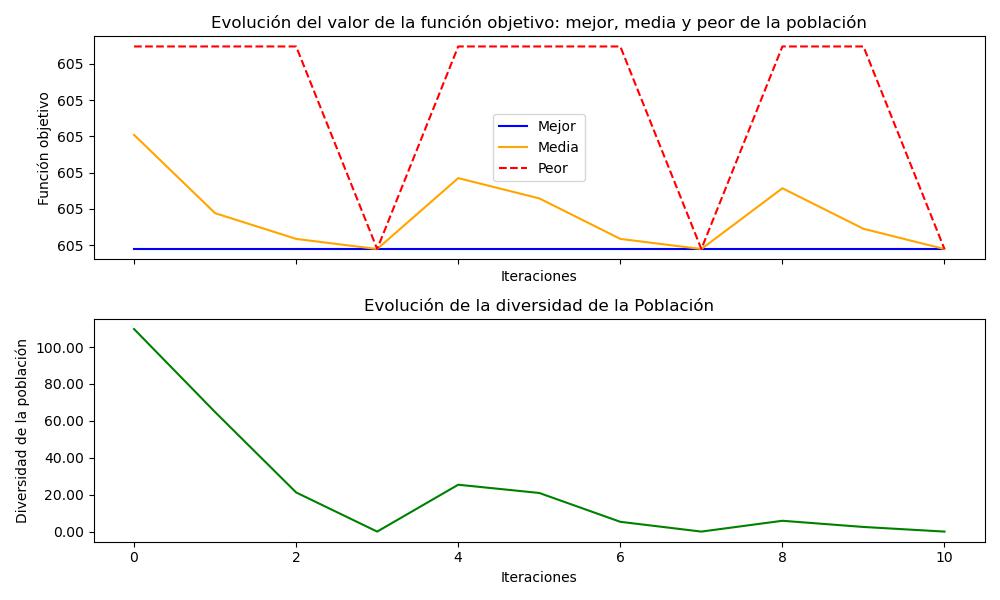 Evolución del valor de la función objetivo: mejor, media y peor de la población
605
605
605
605
605
605
Función objetivo
Mejor
Media
Peor
Iteraciones
Evolución de la diversidad de la Población
100.00
80.00
60.00
40.00
20.00
0.00
Diversidad de la población
0 2 4 6 8 10
Iteraciones